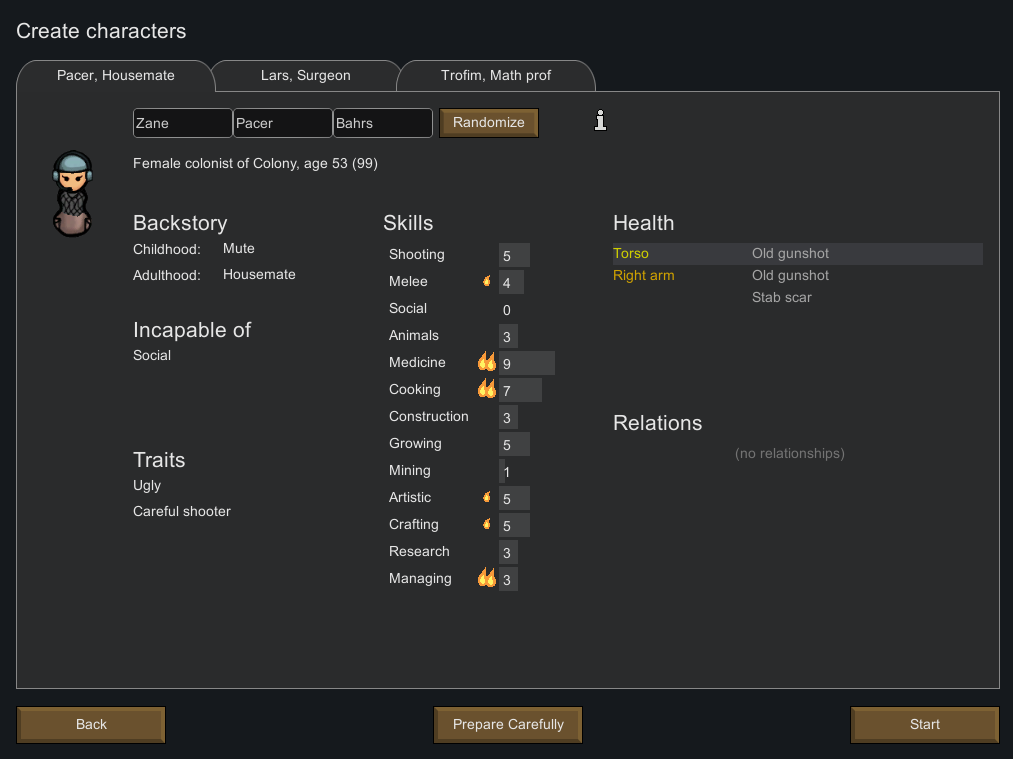 Create characters
Pacer, Housemate
Lars, Surgeon
Trofim, Math prof
Zane
Pacer
Bahrs
Randomize
Female colonist of Colony, age 53 (99)
Backstory
Childhood: Mute
Adulthood: Housemate
Incapable of
Social
Traits
Ugly
Careful shooter
Skills
Shooting 5
Melee 4
Social 0
Animals 3
Medicine 9
Cooking 7
Construction 3
Growing 5
Mining 1
Artistic 5
Crafting 5
Research 3
Managing 3
Health
Torso Old gunshot
Right arm Old gunshot
Stab scar
Relations
(no relationships)
Back
Prepare Carefully
Start